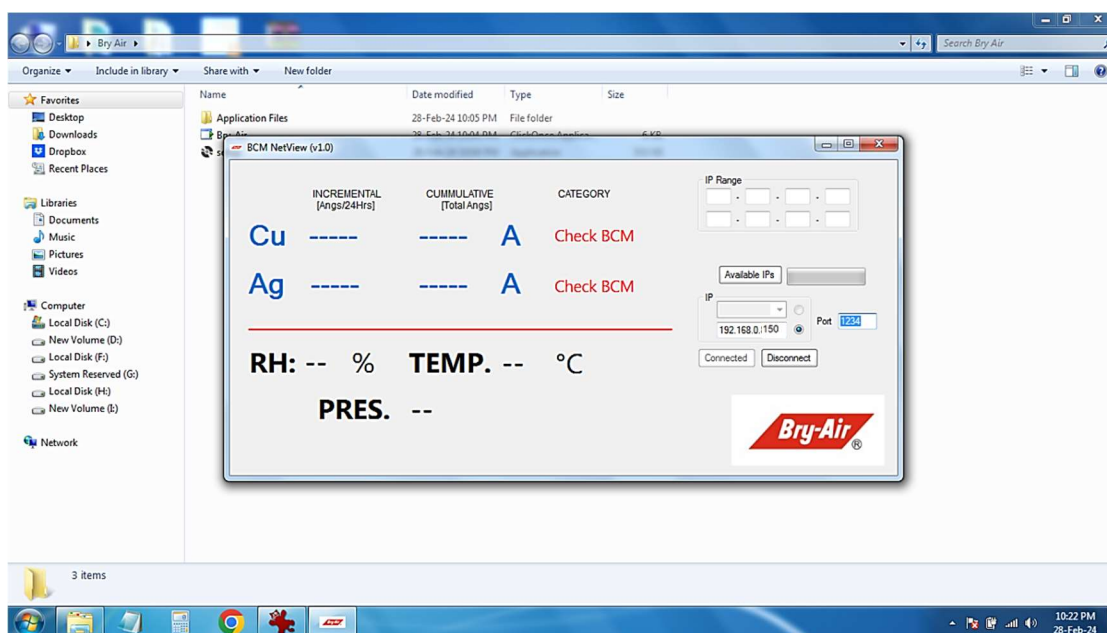 Bry Air
Search Bry Air
Organize Include in library Share with New folder
Favorites
Desktop
Downloads
Dropbox
Recent Places
Libraries
Documents
Music
Pictures
Videos
Computer
Local Disk (C:)
New Volume (D:)
Local Disk (F:)
System Reserved (G:)
Local Disk (H:)
New Volume (I:)
Network
Name Date modified Type Size
Application Files 28-Feb-24 10:05 PM File folder
BCM NetView (v1.0)
INCREMENTAL CUMMULATIVE CATEGORY
[Angs/24Hrs] [Total Angs]
Cu ----- ----- A Check BCM
Ag ----- ----- A Check BCM
RH: -- % TEMP. -- °C
PRES. --
IP Range
Available IPs
IP
192.168.0.:150
Port 1234
Connected Disconnect
Bry-Air®
3 items
10:22 PM
28-Feb-24